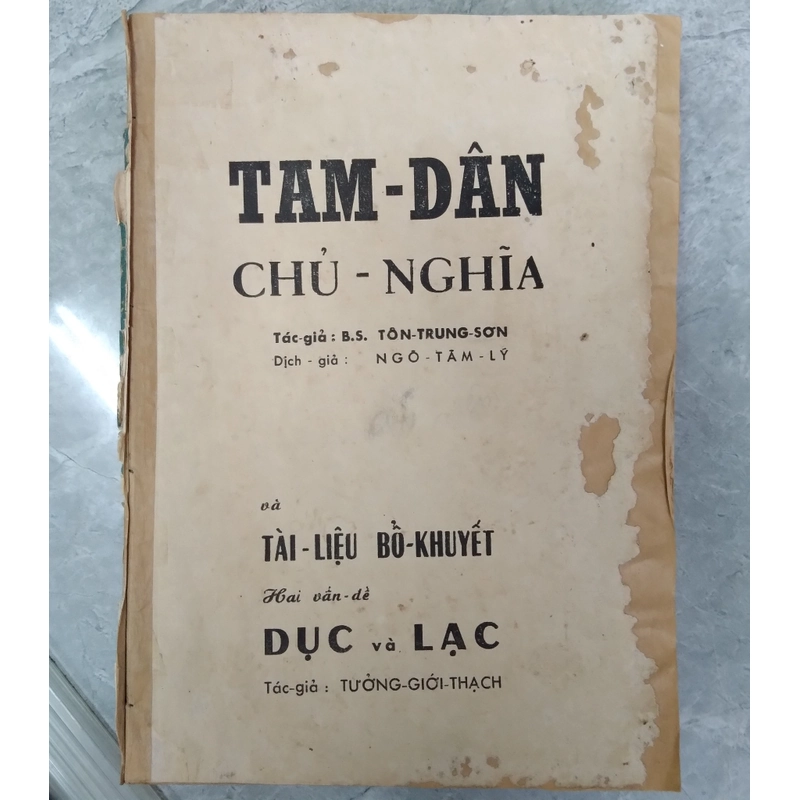 TAM-DÂN
CHỦ - NGHĨA
Tác-giả : B.S. TÔN-TRUNG-SƠN
Dịch - giả : NGÔ - TÂM - LÝ
và
TÀI-LIỆU BỔ-KHUYẾT
Hai vấn-đề
DỤC và LẠC
Tác-giả : TƯỞNG-GIỚI-THẠCH